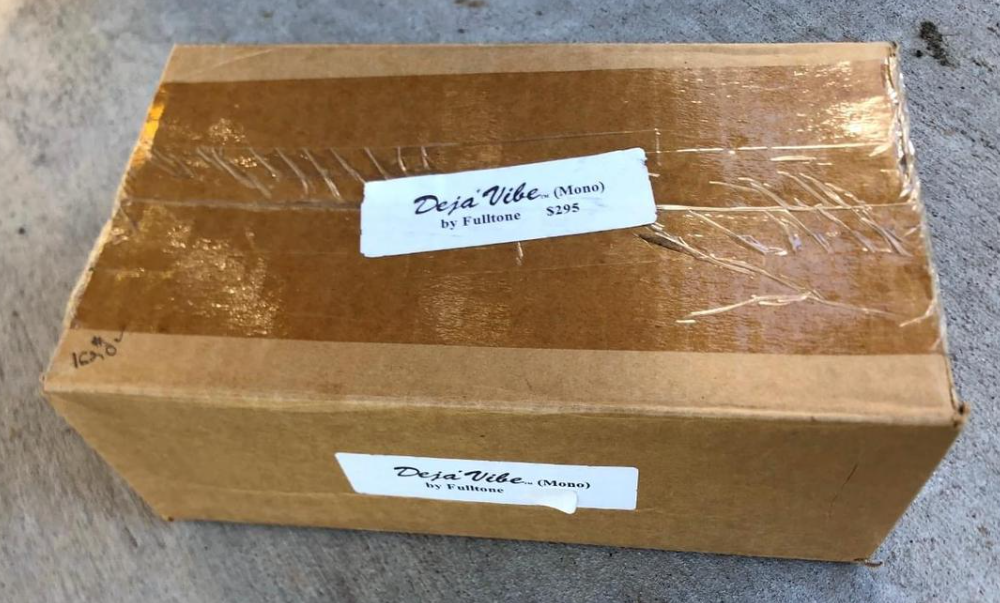 Deja' Vibe™ (Mono)
by Fulltone $295
Deja' Vibe™ (Mono)
by Fulltone